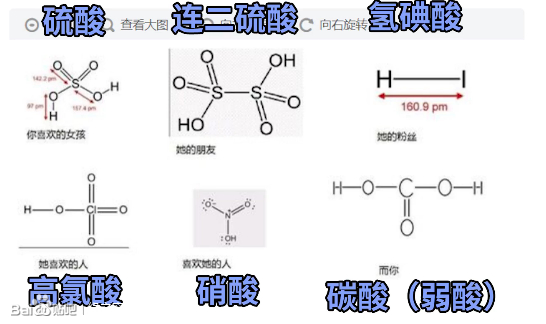 硫酸 连二硫酸 氢碘酸
查看大图 向右旋转
142.2 pm
97 pm
157.4 pm
O O
S
O O H
H
你喜欢的女孩
O OH
O S S O
HO O
她的朋友
H I
160.9 pm
她的粉丝
O
H O Cl O
O
她喜欢的人
O N O
OH
喜欢她的人
H O C O H
O
而你
高氯酸 硝酸 碳酸（弱酸）
Bai 贴吧